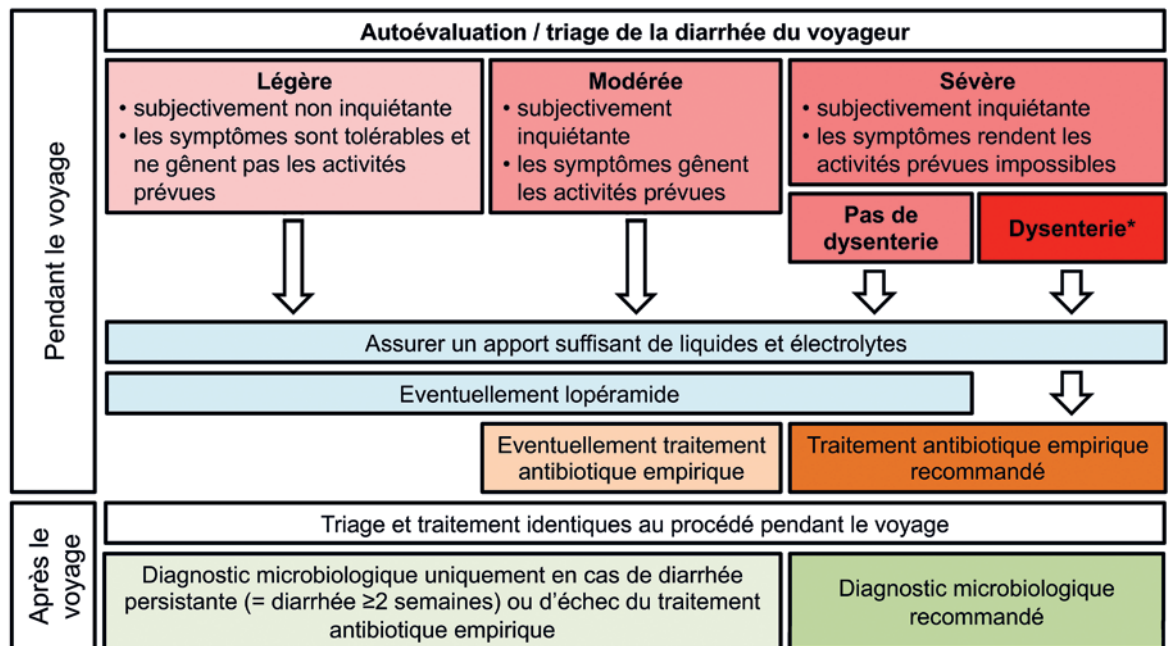 Autoévaluation / triage de la diarrhée du voyageur
Pendant le voyage
Légère
• subjectivement non inquiétante
• les symptômes sont tolérables et
ne gênent pas les activités
prévues
Modérée
• subjectivement
inquiétante
• les symptômes gênent
les activités prévues
Sévère
• subjectivement inquiétante
• les symptômes rendent les
activités prévues impossibles
Pas de
dysenterie
Dysenterie*
Assurer un apport suffisant de liquides et électrolytes
Eventuellement lopéramide
Eventuellement traitement
antibiotique empirique
Traitement antibiotique empirique
recommandé
Après le
voyage
Triage et traitement identiques au procédé pendant le voyage
Diagnostic microbiologique uniquement en cas de diarrhée
persistante (= diarrhée ≥2 semaines) ou d'échec du traitement
antibiotique empirique
Diagnostic microbiologique
recommandé